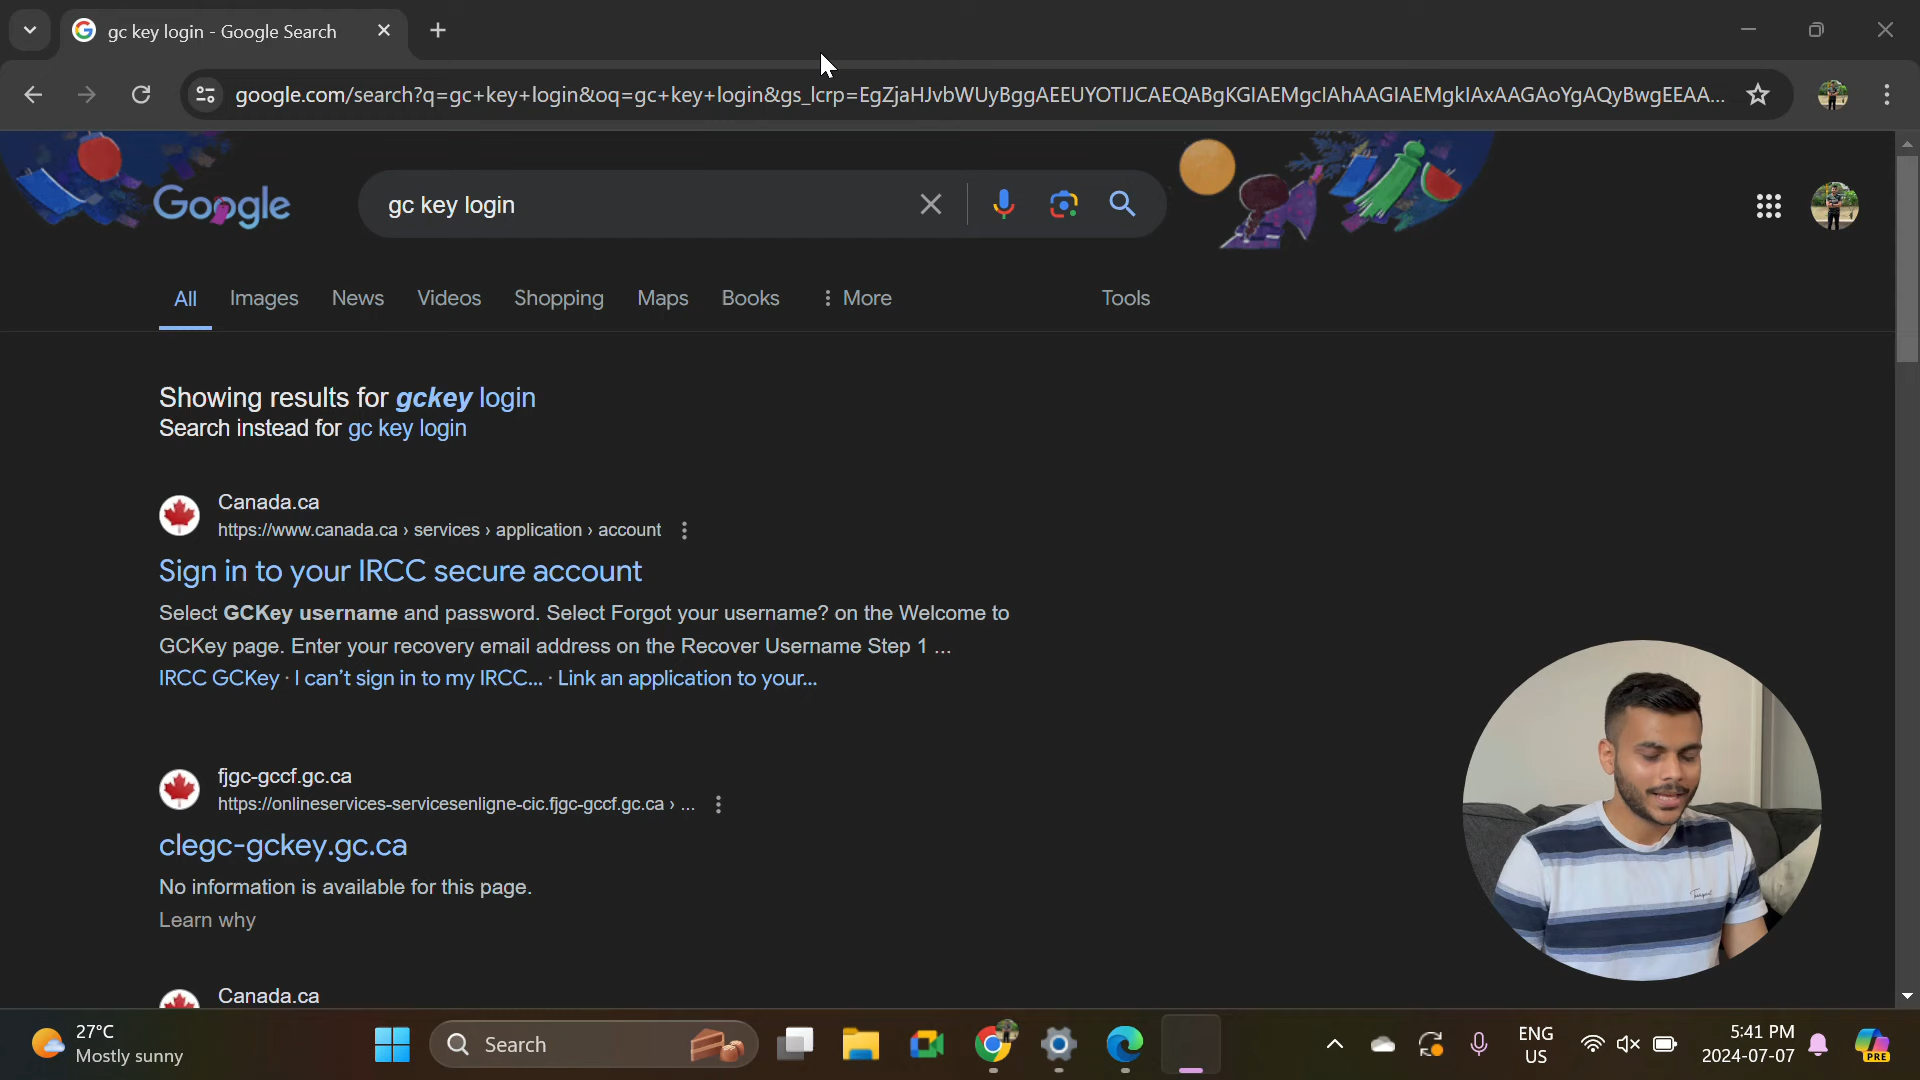 gc key login - Google Search
google.com/search?q=gc+key+login&oq=gc+key+login&gs_lcrp=EgZjaHJvbWUyBggAEEUYOTIJCAEQABgKGIAEMgcIAhAAGIAEMgkIAxAAGAoYgAQyBwgEEAA...
Google
gc key login
All Images News Videos Shopping Maps Books More Tools
Showing results for gckey login
Search instead for gc key login
Canada.ca
https://www.canada.ca › services › application › account
Sign in to your IRCC secure account
Select GCKey username and password. Select Forgot your username? on the Welcome to
GCKey page. Enter your recovery email address on the Recover Username Step 1 ...
IRCC GCKey · I can't sign in to my IRCC... · Link an application to your...
fjgc-gccf.gc.ca
https://onlineservices-servicesenligne-cic.fjgc-gccf.gc.ca › ...
clegc-gckey.gc.ca
No information is available for this page.
Learn why
Canada.ca
27°C
Mostly sunny
Search
ENG
US
5:41 PM
2024-07-07
PRE